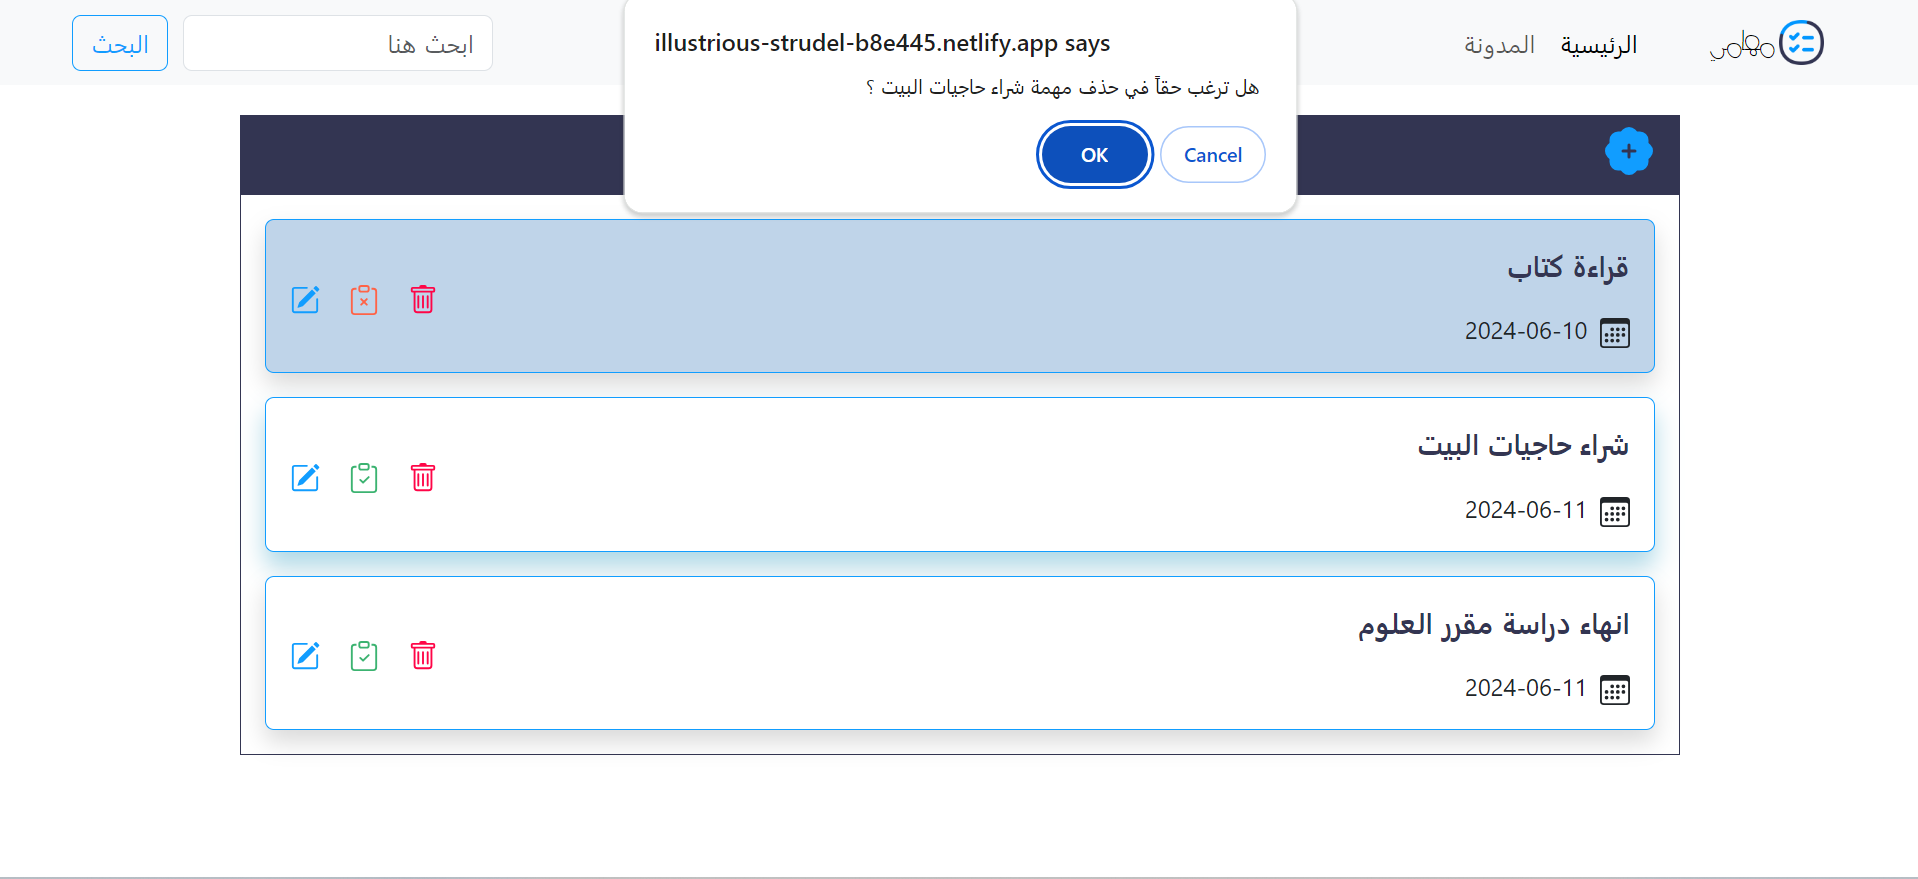 مهامي
الرئيسية
المدونة
ابحث هنا
البحث
illustrious-strudel-b8e445.netlify.app says
هل ترغب حقاً في حذف مهمة شراء حاجيات البيت ؟
OK
Cancel
قراءة كتاب
2024-06-10
شراء حاجيات البيت
2024-06-11
انهاء دراسة مقرر العلوم
2024-06-11